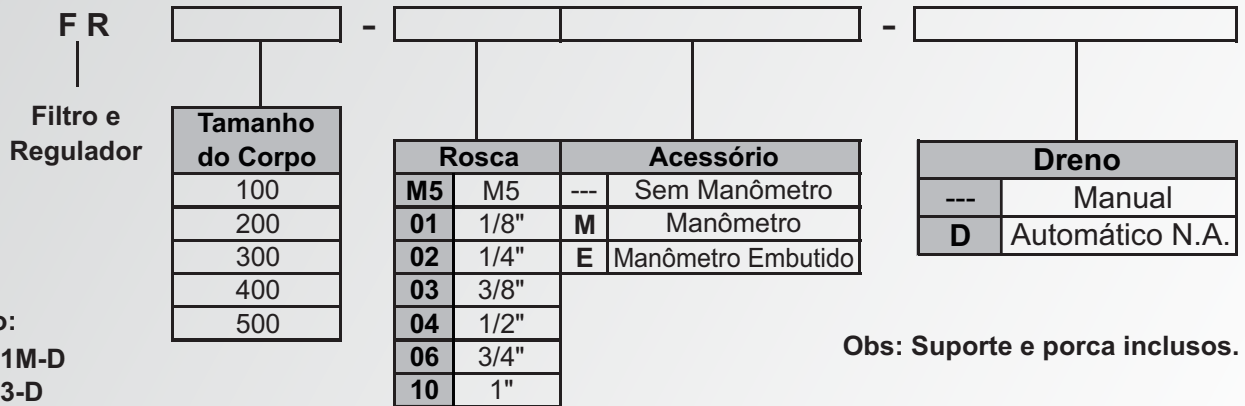 F R - -
Filtro e
Regulador
Tamanho
do Corpo
100
200
300
400
500
Rosca Acessório
M5 M5 --- Sem Manômetro
01 1/8" M Manômetro
02 1/4" E Manômetro Embutido
03 3/8"
04 1/2"
06 3/4"
10 1"
Dreno
--- Manual
D Automático N.A.
o:
1M-D
3-D
Obs: Suporte e porca inclusos.